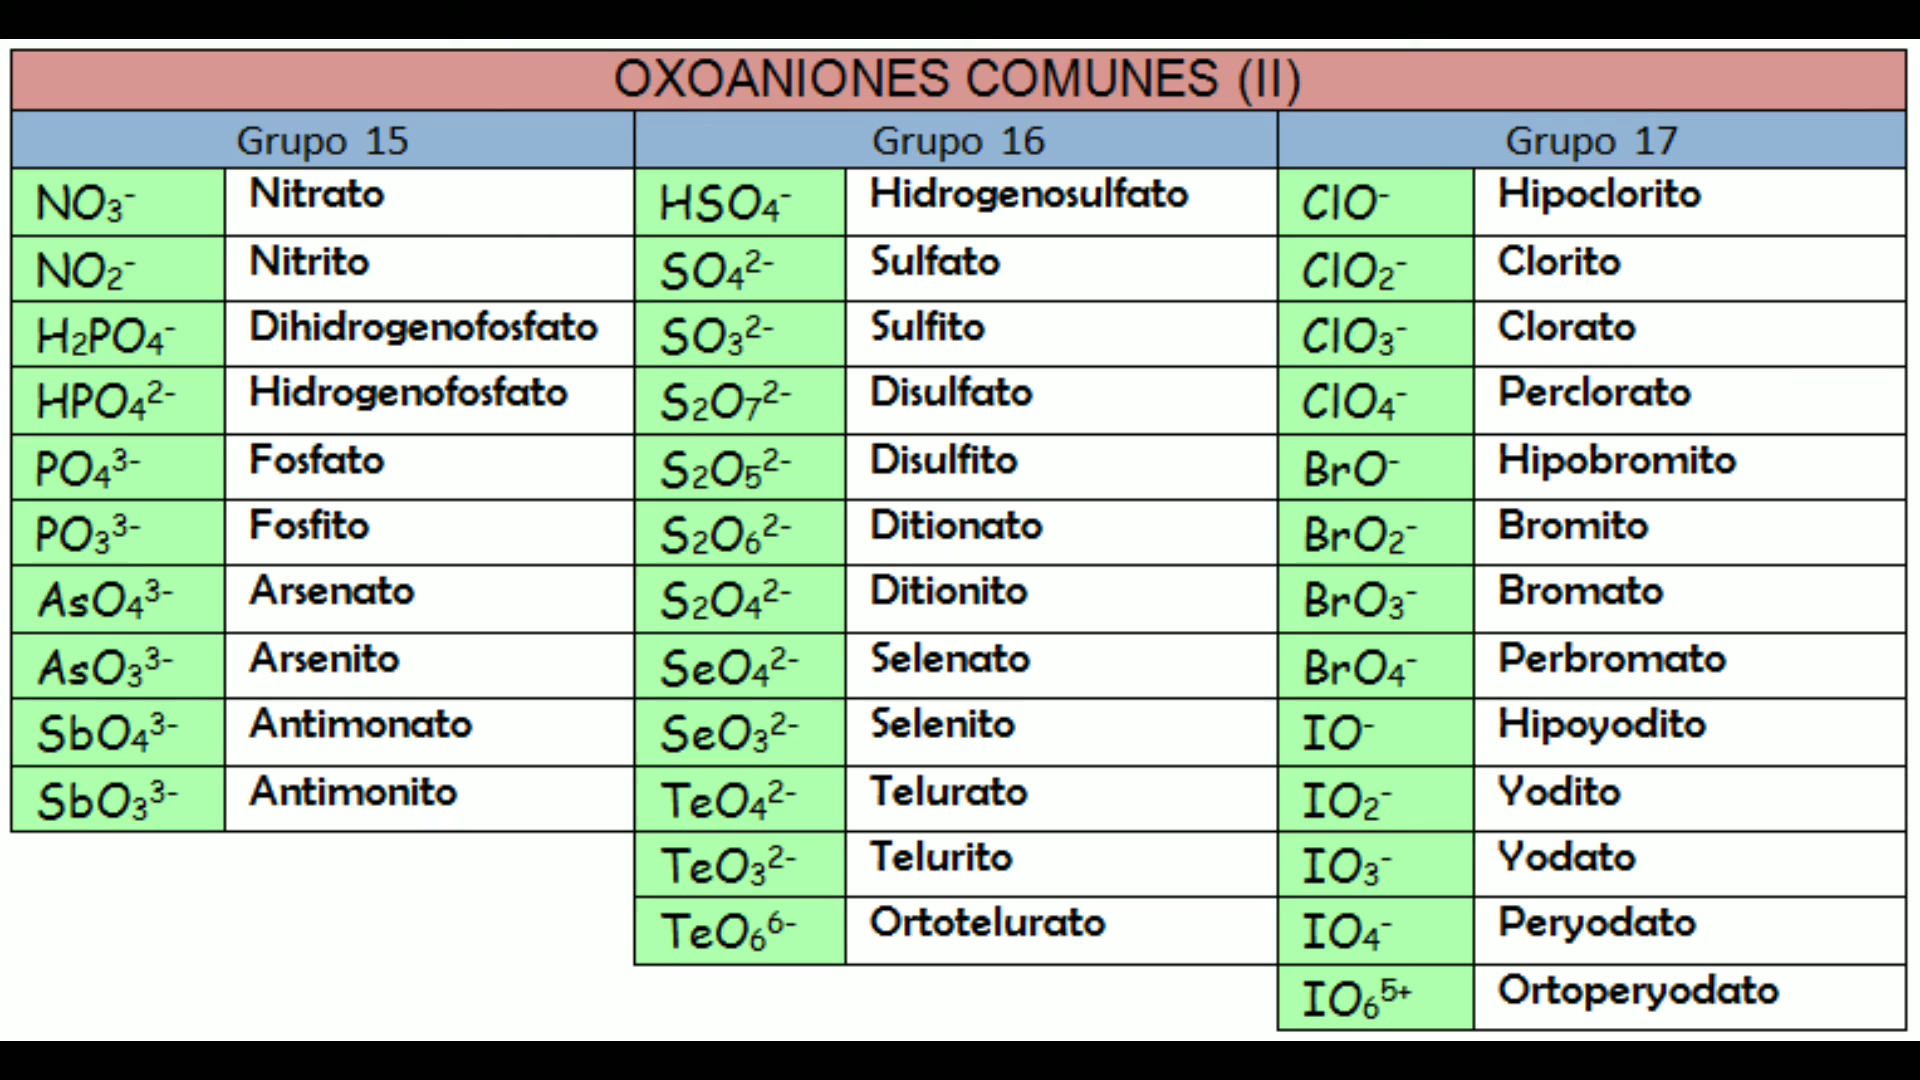 OXOANIONES COMUNES (II)
Grupo 15 Grupo 16 Grupo 17
NO₃⁻ Nitrato HSO₄⁻ Hidrogenosulfato ClO⁻ Hipoclorito
NO₂⁻ Nitrito SO₄²⁻ Sulfato ClO₂⁻ Clorito
H₂PO₄⁻ Dihidrogenofosfato SO₃²⁻ Sulfito ClO₃⁻ Clorato
HPO₄²⁻ Hidrogenofosfato S₂O₇²⁻ Disulfato ClO₄⁻ Perclorato
PO₄³⁻ Fosfato S₂O₅²⁻ Disulfito BrO⁻ Hipobromito
PO₃³⁻ Fosfito S₂O₆²⁻ Ditionato BrO₂⁻ Bromito
AsO₄³⁻ Arsenato S₂O₄²⁻ Ditionito BrO₃⁻ Bromato
AsO₃³⁻ Arsenito SeO₄²⁻ Selenato BrO₄⁻ Perbromato
SbO₄³⁻ Antimonato SeO₃²⁻ Selenito IO⁻ Hipoyodito
SbO₃³⁻ Antimonito TeO₄²⁻ Telurato IO₂⁻ Yodito
TeO₃²⁻ Telurito IO₃⁻ Yodato
TeO₆⁶⁻ Ortotelurato IO₄⁻ Peryodato
IO₆⁵⁺ Ortoperyodato